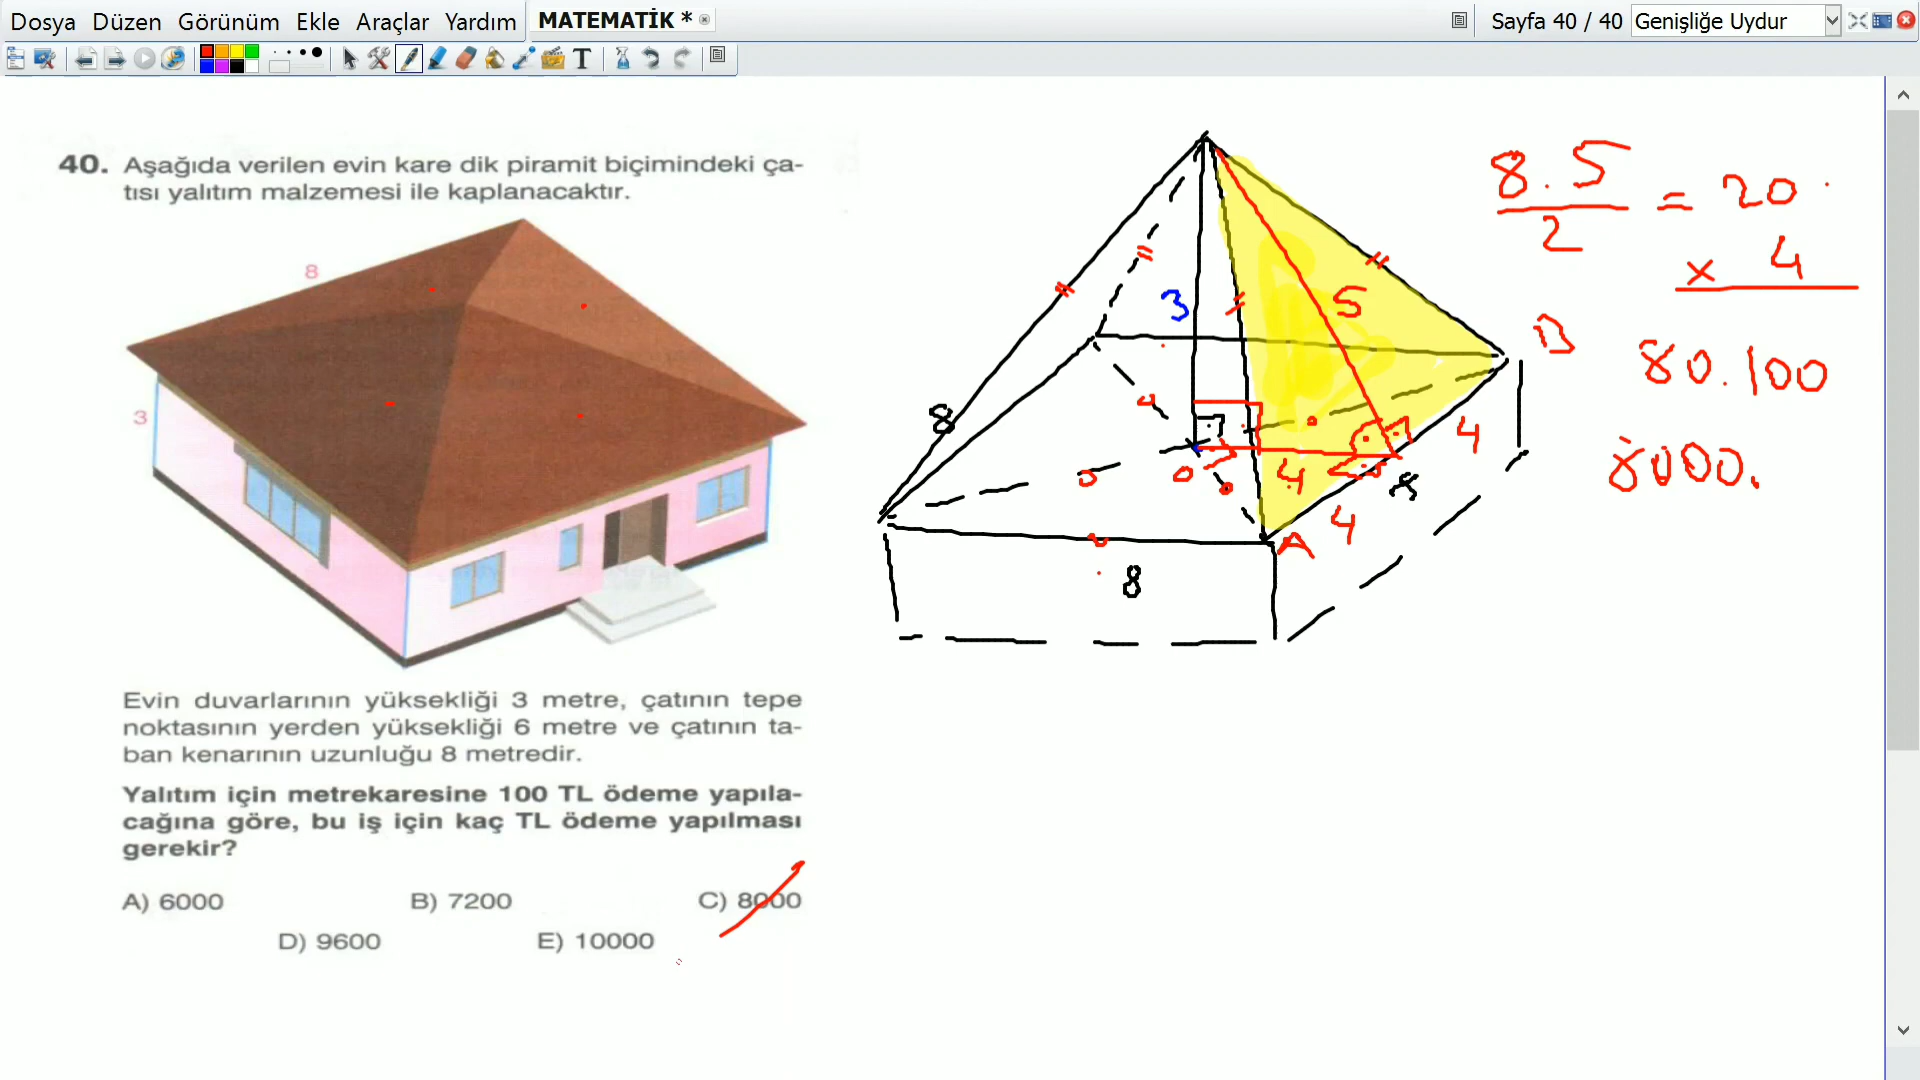 Dosya Düzen Görünüm Ekle Araçlar Yardım
MATEMATİK *
Sayfa 40 / 40
Genişliğe Uydur
T
40. Aşağıda verilen evin kare dik piramit biçimindeki ça-
tısı yalıtım malzemesi ile kaplanacaktır.
8
3
Evin duvarlarının yüksekliği 3 metre, çatının tepe
noktasının yerden yüksekliği 6 metre ve çatının ta-
ban kenarının uzunluğu 8 metredir.
Yalıtım için metrekaresine 100 TL ödeme yapıla-
cağına göre, bu iş için kaç TL ödeme yapılması
gerekir?
A) 6000 B) 7200 C) 8000
D) 9600 E) 10000
3
5
8
B
4
O
4
8
4
A
8
8.5
2
= 20
x 4
80.100
8000.